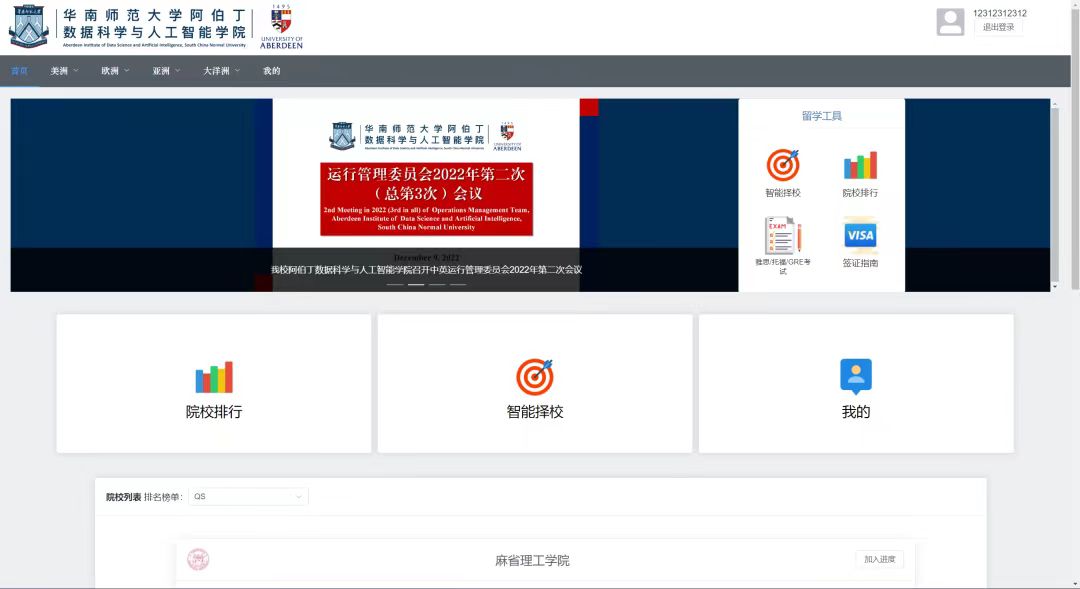 华南师范大学阿伯丁
数据科学与人工智能学院
Aberdeen Institute of Data Science and Artificial Intelligence, South China Normal University
1495
UNIVERSITY OF
ABERDEEN
12312312312
退出登录
首页 美洲 欧洲 亚洲 大洋洲 我的
华南师范大学阿伯丁
数据科学与人工智能学院
1495
UNIVERSITY OF
ABERDEEN
运行管理委员会2022年第二次
（总第3次）会议
2nd Meeting in 2022 (3rd in all) of Operations Management Team,
Aberdeen Institute of Data Science and Artificial Intelligence,
South China Normal University
December 9, 2022
我校阿伯丁数据科学与人工智能学院召开中英运行管理委员会2022年第二次会议
留学工具
智能择校
院校排行
EXAM
VISA
雅思/托福/GRE考
试
签证指南
院校排行
智能择校
我的
院校列表 排名榜单: QS
麻省理工学院
加入进度